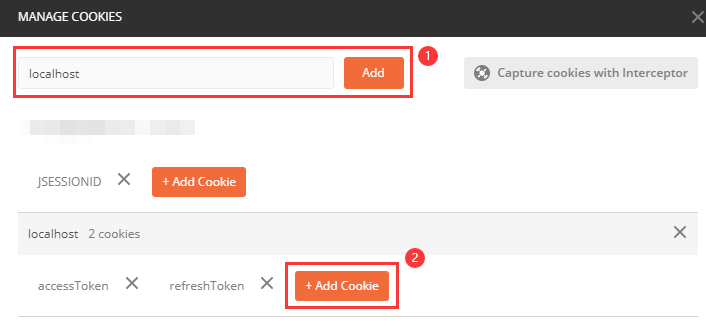 MANAGE COOKIES
1
localhost Add Capture cookies with Interceptor
JSESSIONID + Add Cookie
localhost 2 cookies
2
accessToken refreshToken + Add Cookie